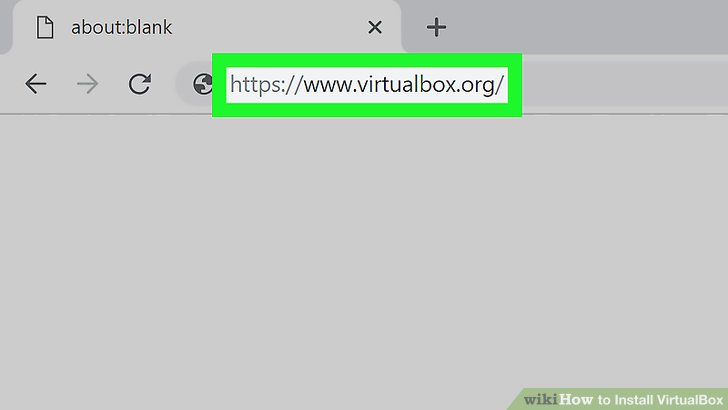 about:blank
https://www.virtualbox.org/
wikiHow to Install VirtualBox